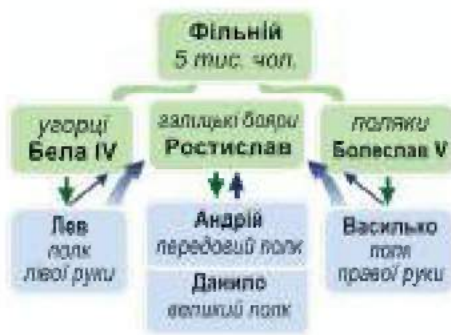 Фільній
5 тис. чол.
угорці
Бела IV
галицькі бояри
Ростислав
поляки
Болеслав V
Лев
полк
лівої руки
Андрій
передовий полк
Данило
великий полк
Василько
полк
правої руки